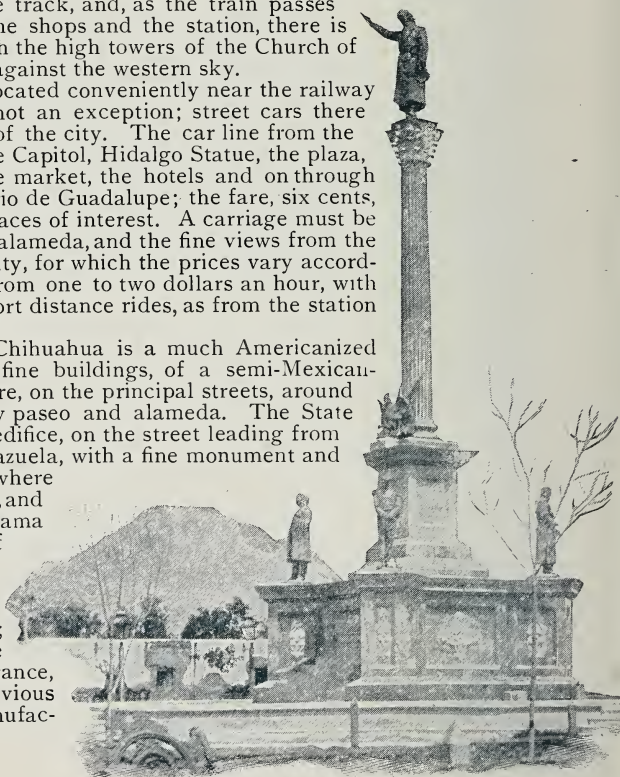 e track, and, as the train passes
ne shops and the station, there is
n the high towers of the Church of
against the western sky.
ocated conveniently near the railway
not an exception; street cars there
of the city. The car line from the
e Capitol, Hidalgo Statue, the plaza,
e market, the hotels and on through
io de Guadalupe; the fare, six cents,
aces of interest. A carriage must be
alameda, and the fine views from the
ity, for which the prices vary accord-
rom one to two dollars an hour, with
ort distance rides, as from the station
Chihuahua is a much Americanized
fine buildings, of a semi-Mexican-
re, on the principal streets, around
y paseo and alameda. The State
edifice, on the street leading from
azuela, with a fine monument and
where
, and
ama
f
;
e
rance,
vious
nufac-